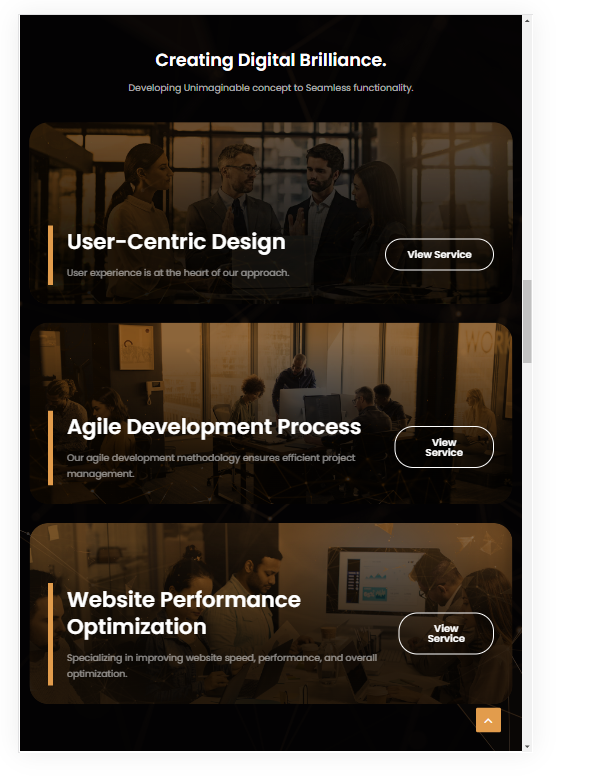 Creating Digital Brilliance.
Developing Unimaginable concept to Seamless functionality.
User-Centric Design
User experience is at the heart of our approach.
View Service
WOR
Agile Development Process
Our agile development methodology ensures efficient project
management.
View
Service
Website Performance
Optimization
Specializing in improving website speed, performance, and overall
optimization.
View
Service